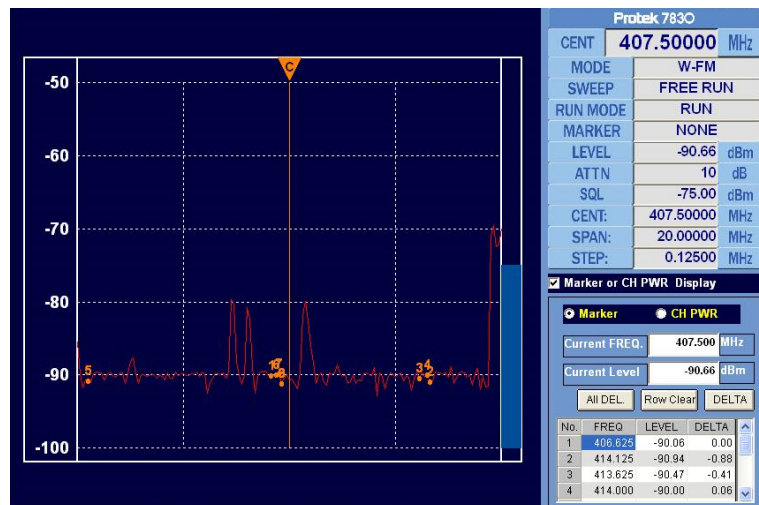 C
-50
-60
-70
-80
-90
-100
5
8
3
4
2
Protek 7830
CENT 407.50000 MHz
MODE W-FM
SWEEP FREE RUN
RUN MODE RUN
MARKER NONE
LEVEL -90.66 dBm
ATTN 10 dB
SQL -75.00 dBm
CENT: 407.50000 MHz
SPAN: 20.00000 MHz
STEP: 0.12500 MHz
Marker or CH PWR Display
Marker CH PWR
Current FREQ. 407.500 MHz
Current Level -90.66 dBm
All DEL. Row Clear DELTA
No. FREQ LEVEL DELTA
1 406.625 -90.06 0.00
2 414.125 -90.94 -0.88
3 413.625 -90.47 -0.41
4 414.000 -90.00 0.06